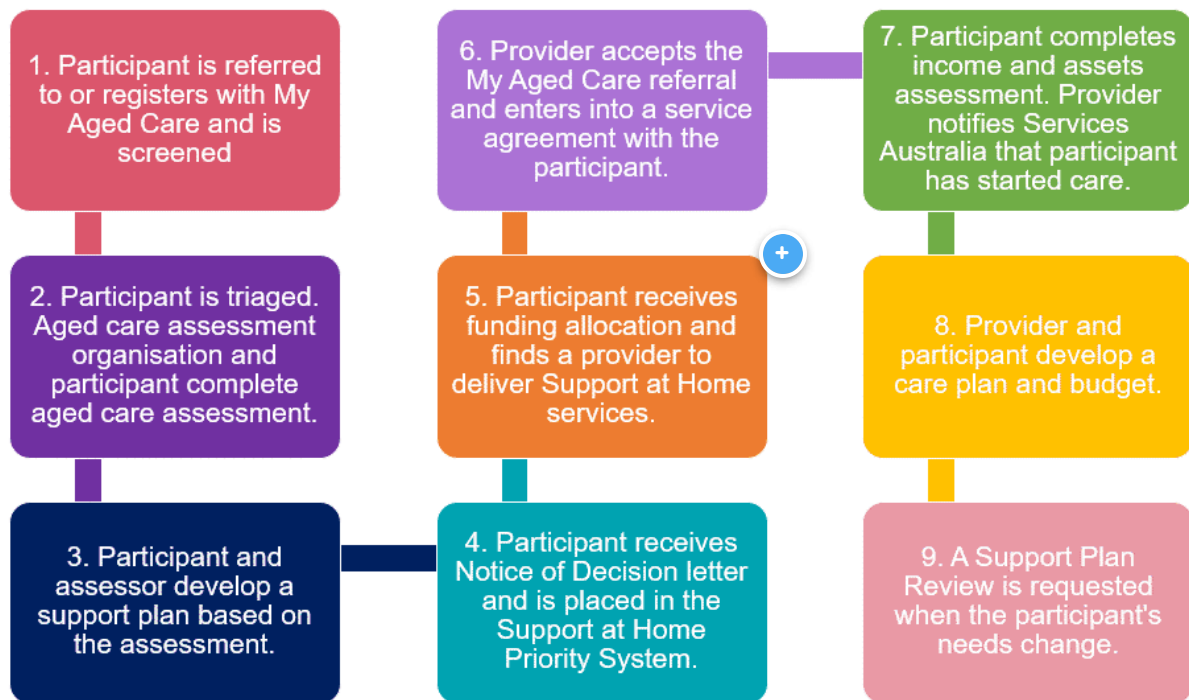 1. Participant is referred
to or registers with My
Aged Care and is
screened
2. Participant is triaged.
Aged care assessment
organisation and
participant complete
aged care assessment.
3. Participant and
assessor develop a
support plan based on
the assessment.
4. Participant receives
Notice of Decision letter
and is placed in the
Support at Home
Priority System.
5. Participant receives
funding allocation and
finds a provider to
deliver Support at Home
services.
6. Provider accepts the
My Aged Care referral
and enters into a service
agreement with the
participant.
7. Participant completes
income and assets
assessment. Provider
notifies Services
Australia that participant
has started care.
8. Provider and
participant develop a
care plan and budget.
9. A Support Plan
Review is requested
when the participant's
needs change.